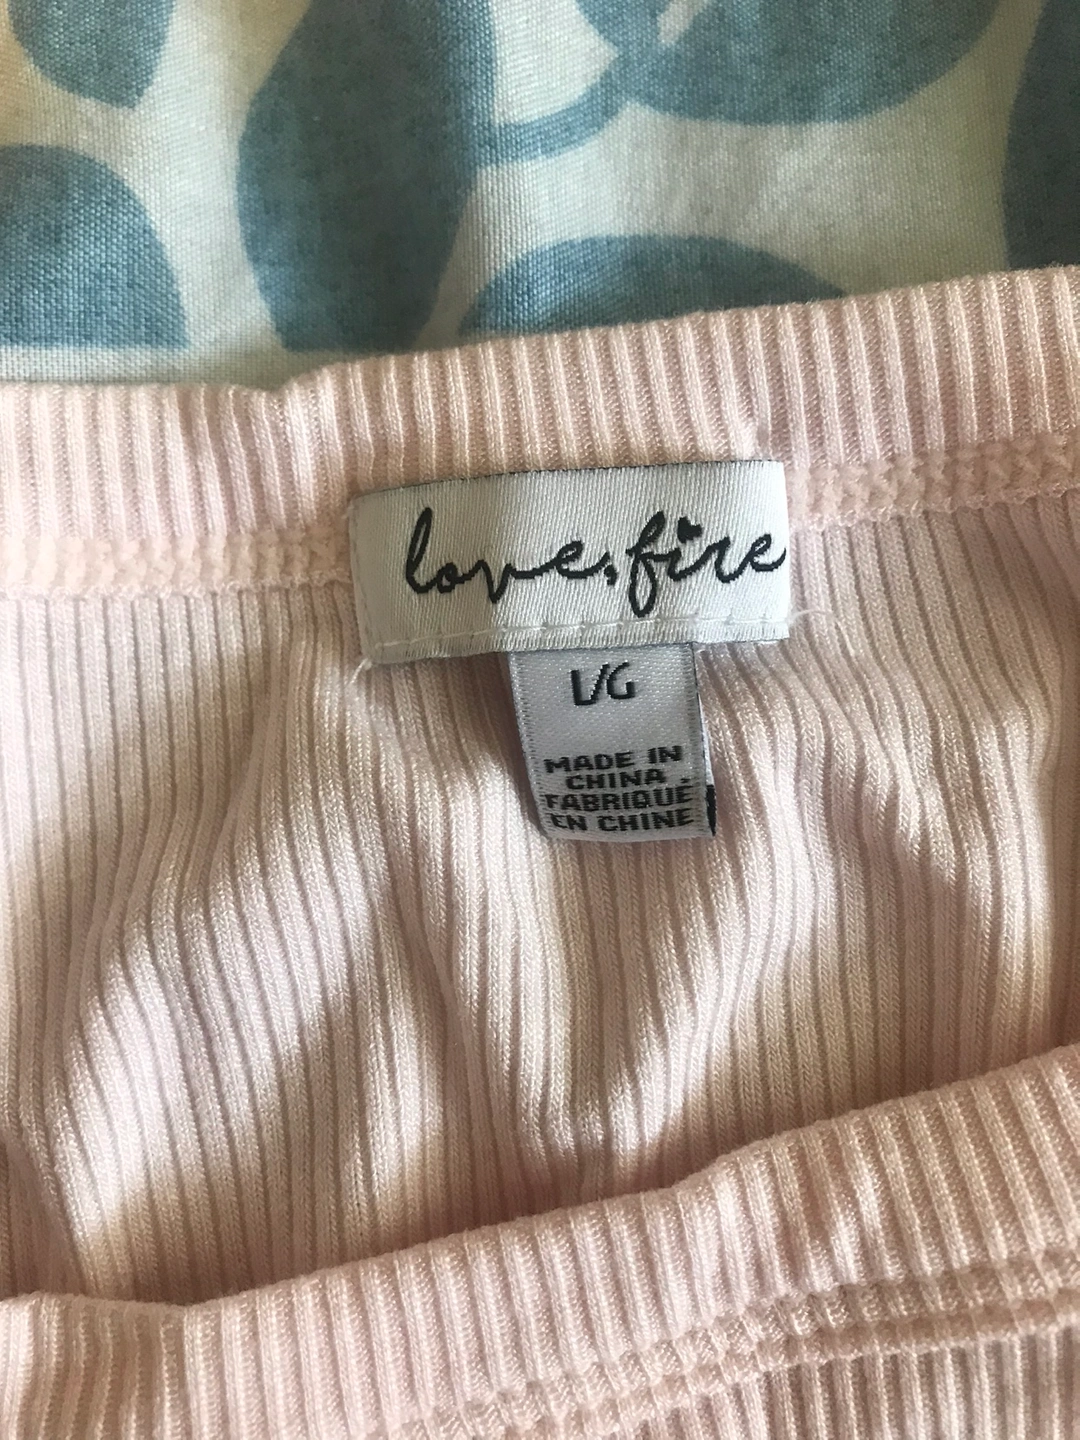 love, fire
L/G
MADE IN
CHINA.
FABRIQUÉ
EN CHINE